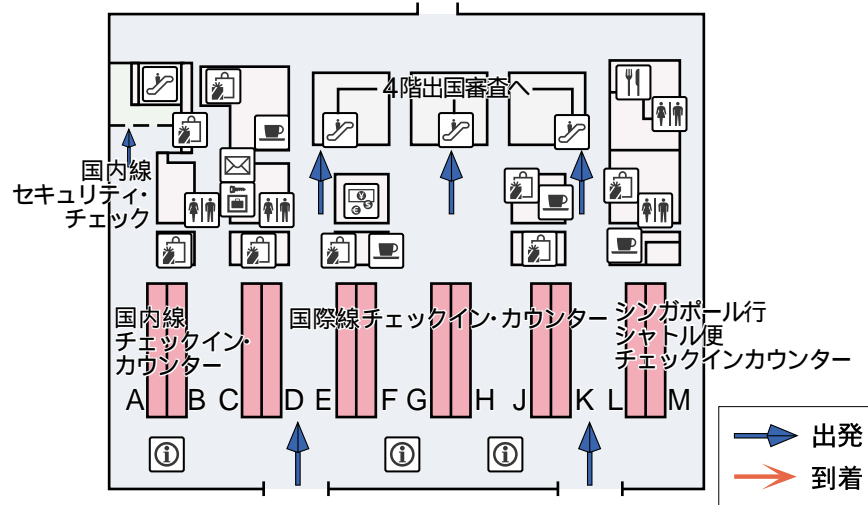 4階出国審査へ
国内線
セキュリティ・
チェック
国内線
チェックイン・
カウンター
国際線チェックイン・カウンター
シンガポール行
シャトル便
チェックインカウンター
A B C D E F G H J K L M
出発
到着